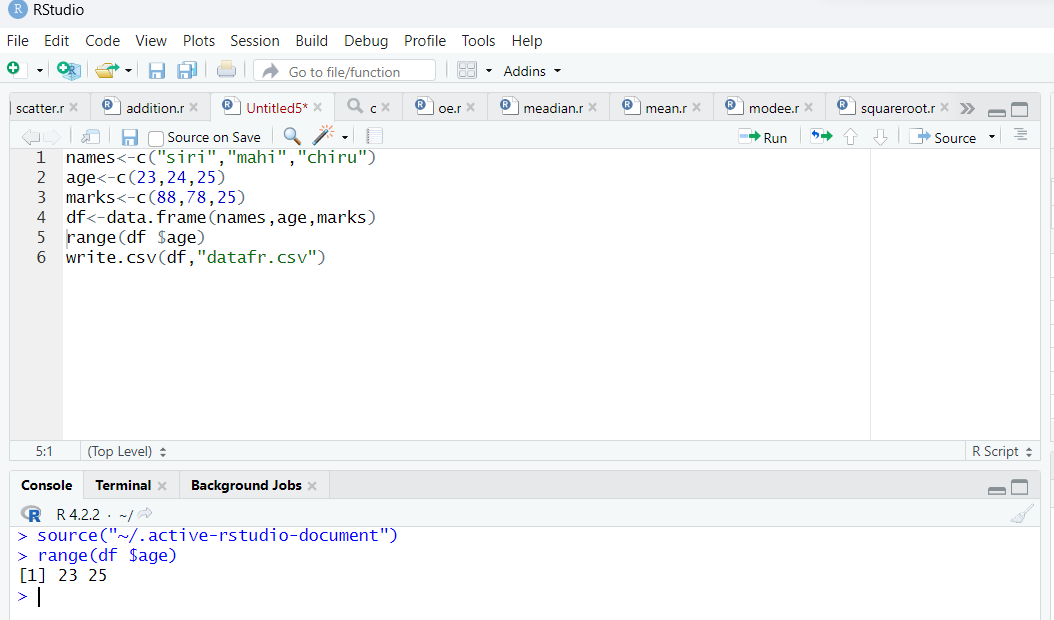 R RStudio
File Edit Code View Plots Session Build Debug Profile Tools Help
Go to file/function Addins
scatter.r addition.r Untitled5* c oe.r meadian.r mean.r modee.r squareroot.r
Source on Save Run Source
1 names<-c("siri","mahi","chiru")
2 age<-c(23,24,25)
3 marks<-c(88,78,25)
4 df<-data.frame(names,age,marks)
5 range(df $age)
6 write.csv(df,"datafr.csv")
5:1 (Top Level) R Script
Console Terminal Background Jobs
R R 4.2.2 · ~/
> source("~/.active-rstudio-document")
> range(df $age)
[1] 23 25
>